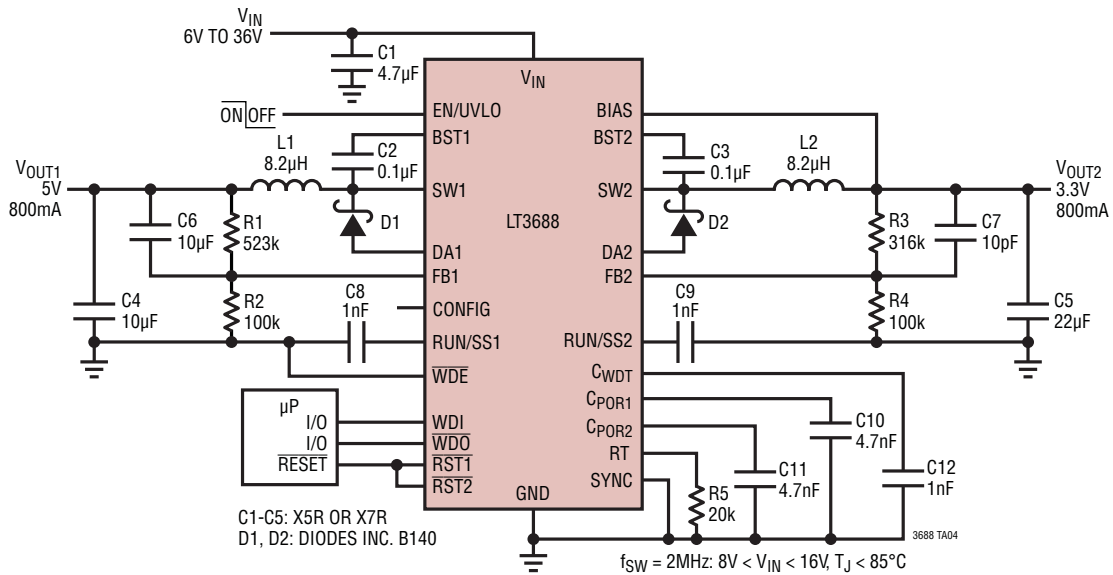 VIN
6V TO 36V
C1
4.7µF
VIN
ON OFF
EN/UVLO
BIAS
BST1
BST2
L1
8.2µH
C2
0.1µF
C3
0.1µF
L2
8.2µH
VOUT1
5V
800mA
SW1
SW2
VOUT2
3.3V
800mA
C6
10µF
R1
523k
D1
LT3688
D2
R3
316k
C7
10pF
DA1
DA2
FB1
FB2
C4
10µF
R2
100k
C8
1nF
CONFIG
C9
1nF
R4
100k
C5
22µF
RUN/SS1
RUN/SS2
WDE
CWDT
µP
I/O
I/O
RESET
WDI
WDO
RST1
RST2
CPOR1
CPOR2
RT
SYNC
GND
C10
4.7nF
C11
4.7nF
C12
1nF
R5
20k
C1-C5: X5R OR X7R
D1, D2: DIODES INC. B140
3688 TA04
fSW = 2MHz: 8V < VIN < 16V, TJ < 85°C